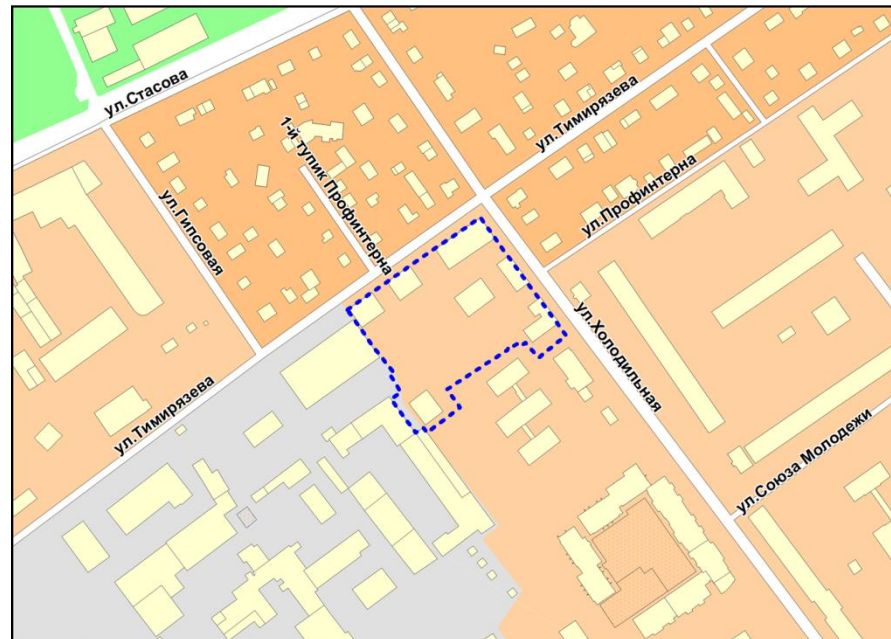 ул.Стасова
1-й тупик Профинтерна
ул.Тимирязева
ул.Профинтерна
ул.Гипсовая
ул.Холодильная
ул.Тимирязева
ул.Союза Молодежи